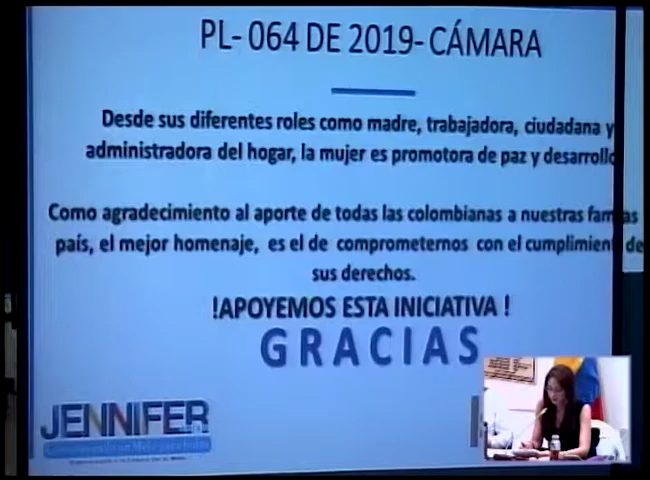 PL- 064 DE 2019- CÁMARA
Desde sus diferentes roles como madre, trabajadora, ciudadana y
administradora del hogar, la mujer es promotora de paz y desarrollo
Como agradecimiento al aporte de todas las colombianas a nuestras
país, el mejor homenaje, es el de comprometernos con el cumplimien de
sus derechos.
!APOYEMOS ESTA INICIATIVA !
GRACIAS
JENNIFER